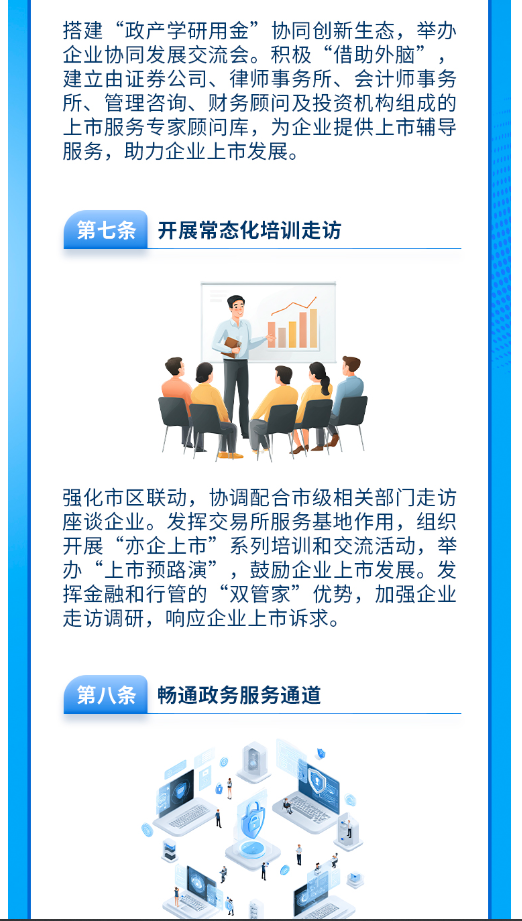 搭建“政产学研用金”协同创新生态，举办
企业协同发展交流会。积极“借助外脑”，
建立由证券公司、律师事务所、会计师事务
所、管理咨询、财务顾问及投资机构组成的
上市服务专家顾问库，为企业提供上市辅导
服务，助力企业上市发展。
第七条 开展常态化培训走访
强化市区联动，协调配合市级相关部门走访
座谈企业。发挥交易所服务基地作用，组织
开展“亦企上市”系列培训和交流活动，举
办“上市预路演”，鼓励企业上市发展。发
挥金融和行管的“双管家”优势，加强企业
走访调研，响应企业上市诉求。
第八条 畅通政务服务通道